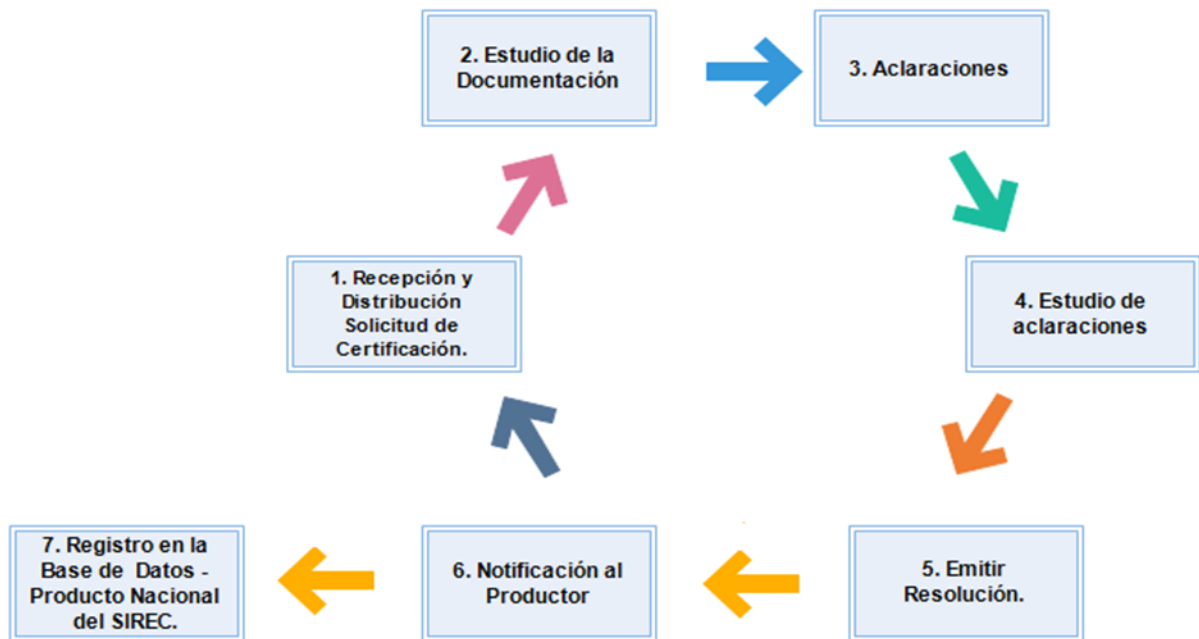 2. Estudio de la
Documentación
3. Aclaraciones
1. Recepción y
Distribución
Solicitud de
Certificación.
4. Estudio de
aclaraciones
7. Registro en la
Base de Datos -
Producto Nacional
del SIREC.
6. Notificación al
Productor
5. Emitir
Resolución.